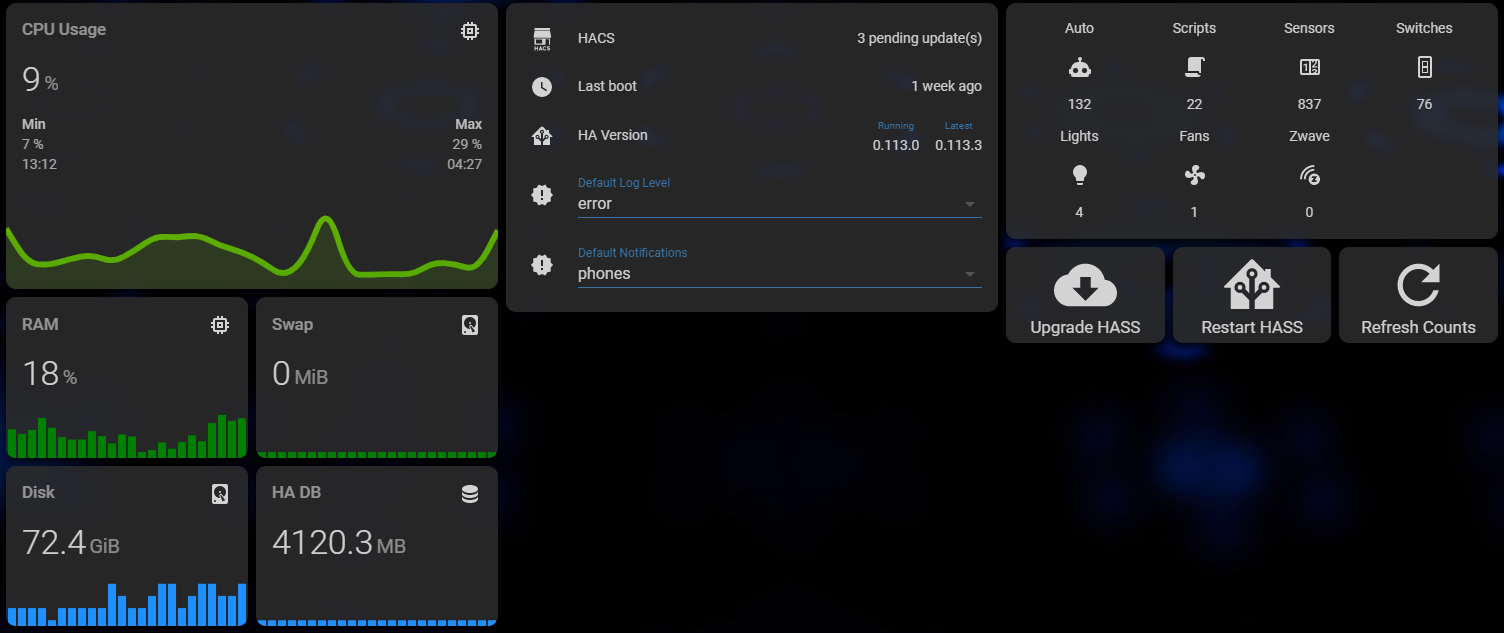 CPU Usage
9 %
Min
Max
7 %
29 %
13:12
04:27
RAM
18 %
Swap
0 MiB
Disk
72.4 GiB
HA DB
4120.3 MB
HACS
HACS
3 pending update(s)
Last boot
1 week ago
HA Version
Running
Latest
0.113.0
0.113.3
Default Log Level
error
Default Notifications
phones
Auto
Scripts
Sensors
Switches
132
22
837
76
Lights
Fans
Zwave
4
1
0
Upgrade HASS
Restart HASS
Refresh Counts